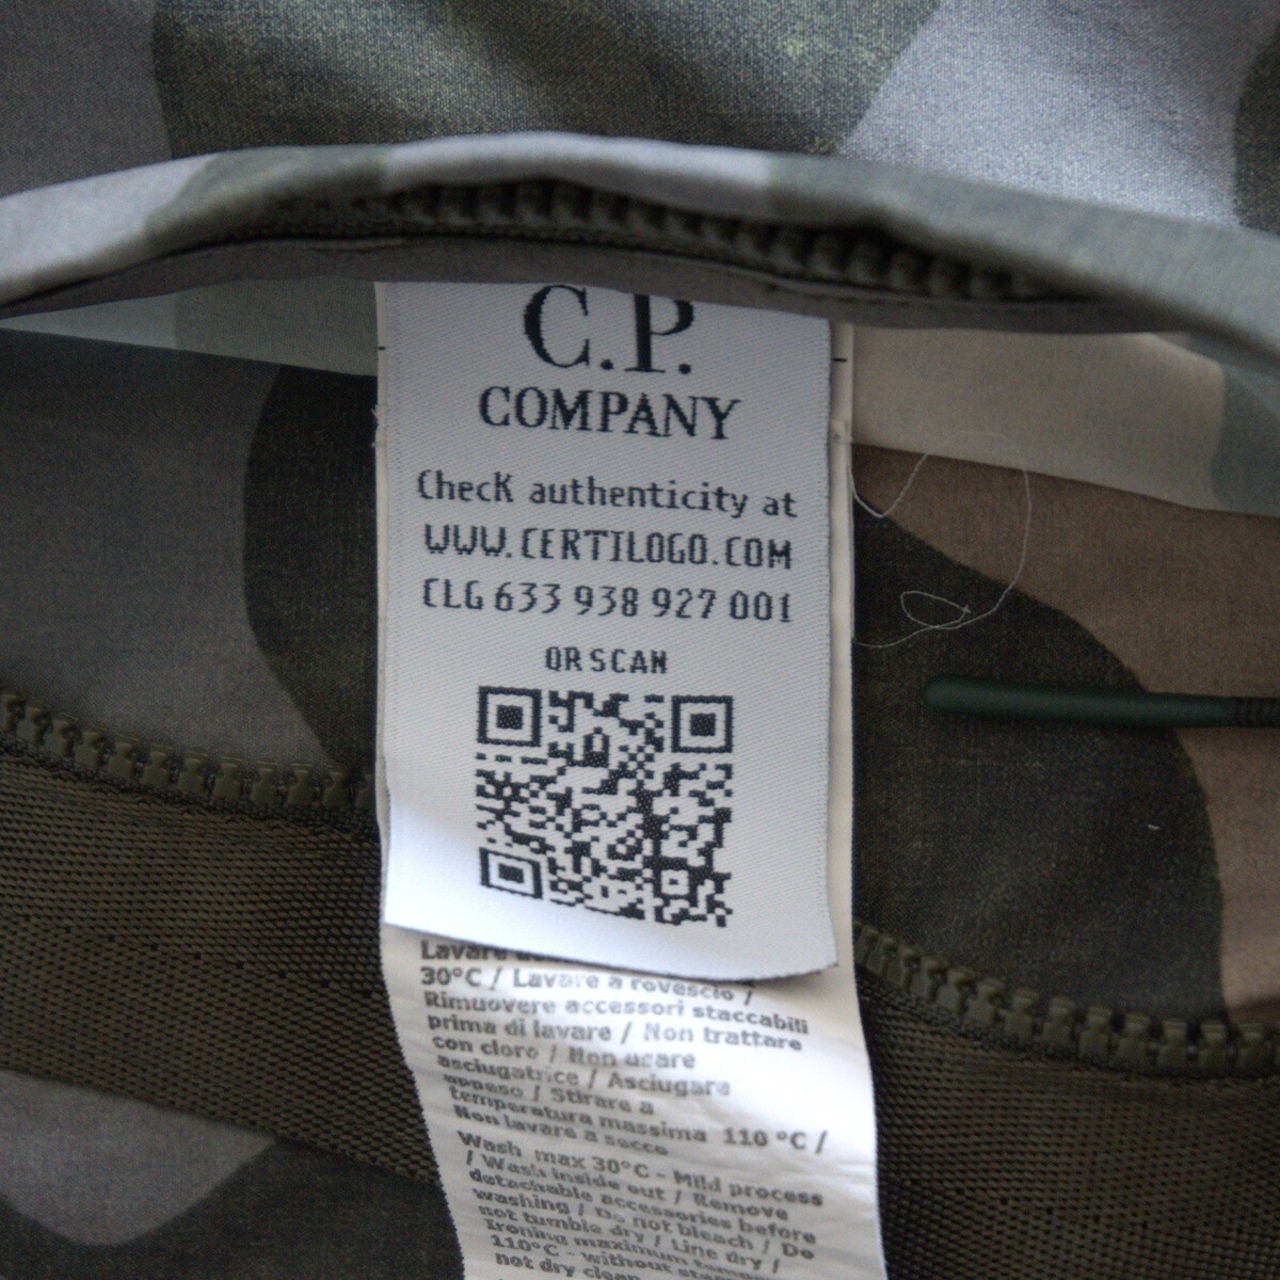 C.P.
COMPANY
Check authenticity at
WWW.CERTILOGO.COM
CLG 633 938 927 001
OR SCAN
Lavare
30°C / Lavare a rovescio /
Rimuovere accessori staccabili
prima di lavare / Non trattare
con cloro / Non usare
asciugatrice / Asciugare
appeso / Stirare a
temperatura massima 110 °C /
Non lavare a secco
Wash max 30°C - Mild process
/ Wash inside out / Remove
detachable accessories before
washing / Do not bleach / Do
not tumble dry / Line dry /
Ironing maximum
110°C - without steam
not dry clean